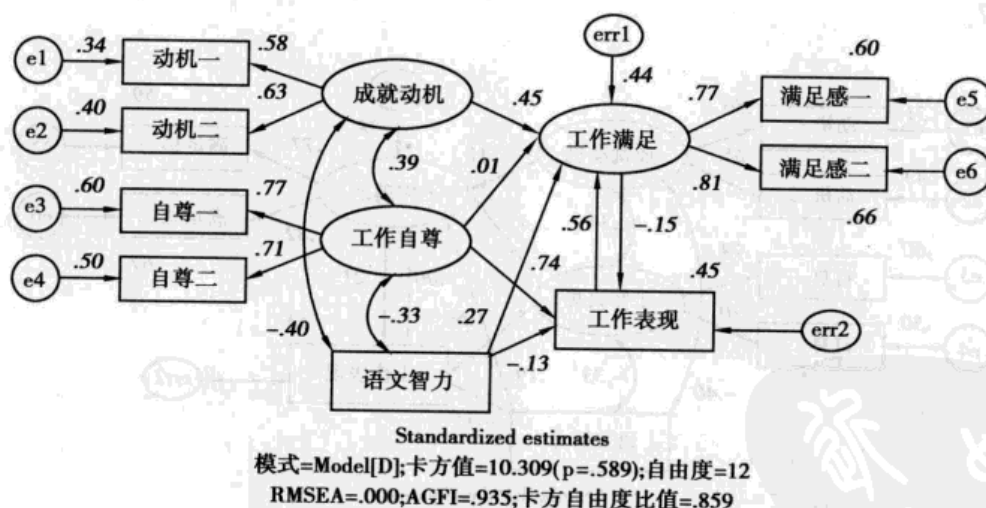 err1
e1
.34
动机一
.58
成就动机
.44
.60
e2
.40
动机二
.63
.45
工作满足
.77
满足感一
e5
.39
.01
.81
满足感二
e6
.66
e3
.60
自尊一
.77
工作自尊
.56
-.15
e4
.50
自尊二
.71
.74
.45
工作表现
err2
-.40
-.33
.27
-.13
语文智力
Standardized estimates
模式=Model[D];卡方值=10.309(p=.589);自由度=12
RMSEA=.000;AGFI=.935;卡方自由度比值=.859